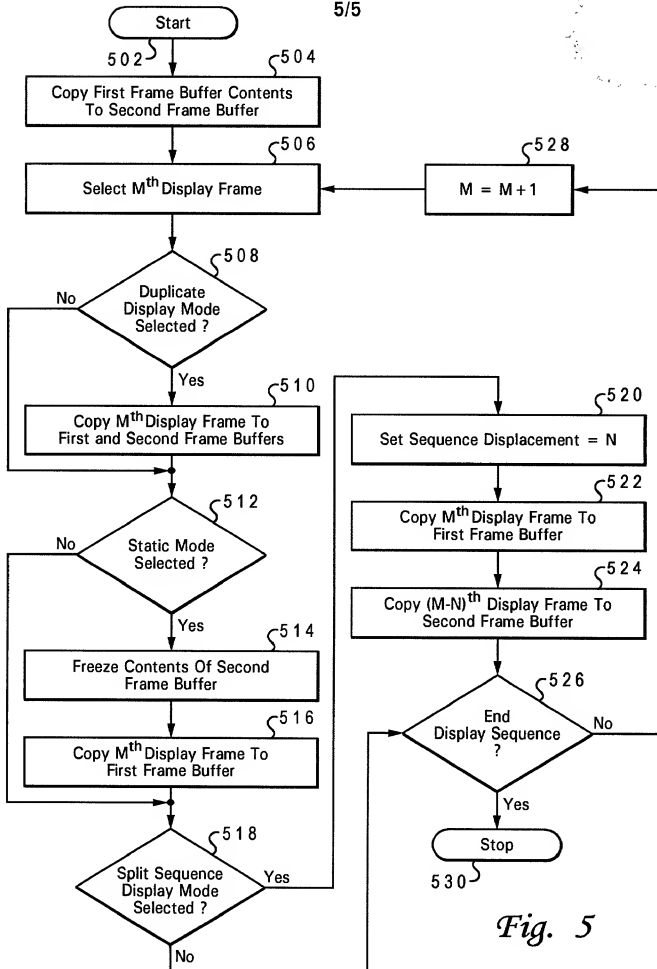 5/5
Start
502
504
Copy First Frame Buffer Contents
To Second Frame Buffer
506
Select Mth Display Frame
528
M = M+1
508
Duplicate
Display Mode
Selected ?
No
Yes
510
Copy Mth Display Frame To
First and Second Frame Buffers
512
Static Mode
Selected ?
No
Yes
514
Freeze Contents Of Second
Frame Buffer
516
Copy Mth Display Frame To
First Frame Buffer
518
Split Sequence
Display Mode
Selected ?
Yes
No
520
Set Sequence Displacement = N
522
Copy Mth Display Frame To
First Frame Buffer
524
Copy (M-N)th Display Frame To
Second Frame Buffer
526
End
Display Sequence
?
No
Yes
Stop
530
Fig. 5